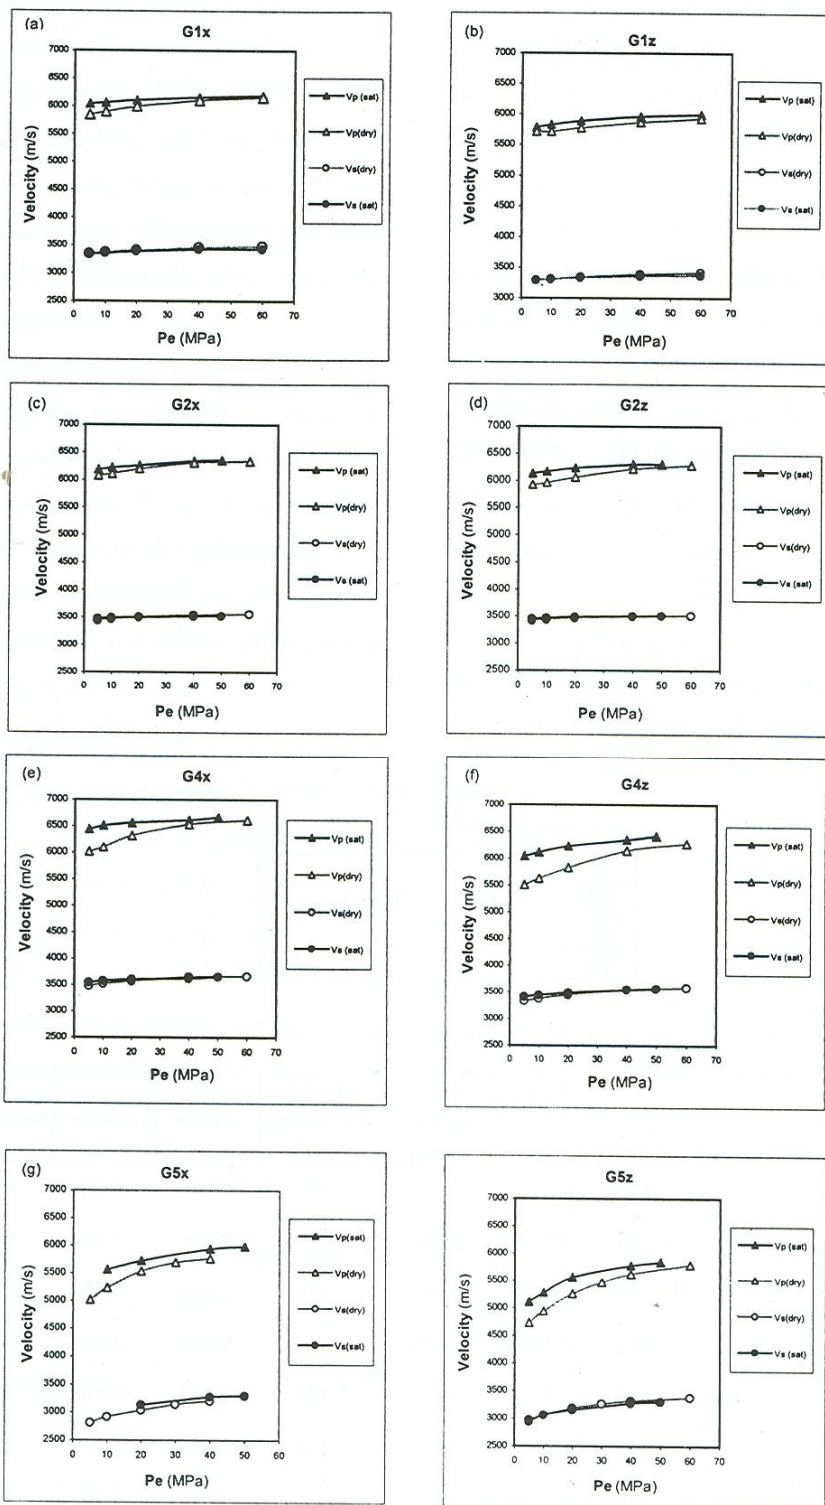 (a)
G1x
7000
6500
6000
5500
5000
4500
4000
3500
3000
2500
0 10 20 30 40 50 60 70
Velocity (m/s)
Pe (MPa)
Vp (sat)
Vp(dry)
Vs(dry)
Vs (sat)
(b)
G1z
7000
6500
6000
5500
5000
4500
4000
3500
3000
0 10 20 30 40 50 60 70
Velocity (m/s)
Pe (MPa)
Vp (sat)
Vp(dry)
Vs(dry)
Vs (sat)
(c)
G2x
7000
6500
6000
5500
5000
4500
4000
3500
3000
2500
0 10 20 30 40 50 60 70
Velocity (m/s)
Pe (MPa)
Vp (sat)
Vp(dry)
Vs(dry)
Vs (sat)
(d)
G2z
7000
6500
6000
5500
5000
4500
4000
3500
3000
2500
0 10 20 30 40 50 60 70
Velocity (m/s)
Pe (MPa)
Vp (sat)
Vp(dry)
Vs(dry)
Vs (sat)
(e)
G4x
7000
6500
6000
5500
5000
4500
4000
3500
3000
2500
0 10 20 30 40 50 60 70
Velocity (m/s)
Pe (MPa)
Vp (sat)
Vp(dry)
Vs(dry)
Vs (sat)
(f)
G4z
7000
6500
6000
5500
5000
4500
4000
3500
3000
2500
0 10 20 30 40 50 60 70
Velocity (m/s)
Pe (MPa)
Vp (sat)
Vp(dry)
Vs(dry)
Vs (sat)
(g)
G5x
7000
6500
6000
5500
5000
4500
4000
3500
3000
2500
0 10 20 30 40 50 60
Velocity (m/s)
Pe (MPa)
Vp(sat)
Vp(dry)
Vs(dry)
Vs(sat)
G5z
7000
6500
6000
5500
5000
4500
4000
3500
3000
2500
0 10 20 30 40 50 60 70
Velocity (m/s)
Pe (MPa)
Vp (sat)
Vp(dry)
Vs(dry)
Vs (sat)